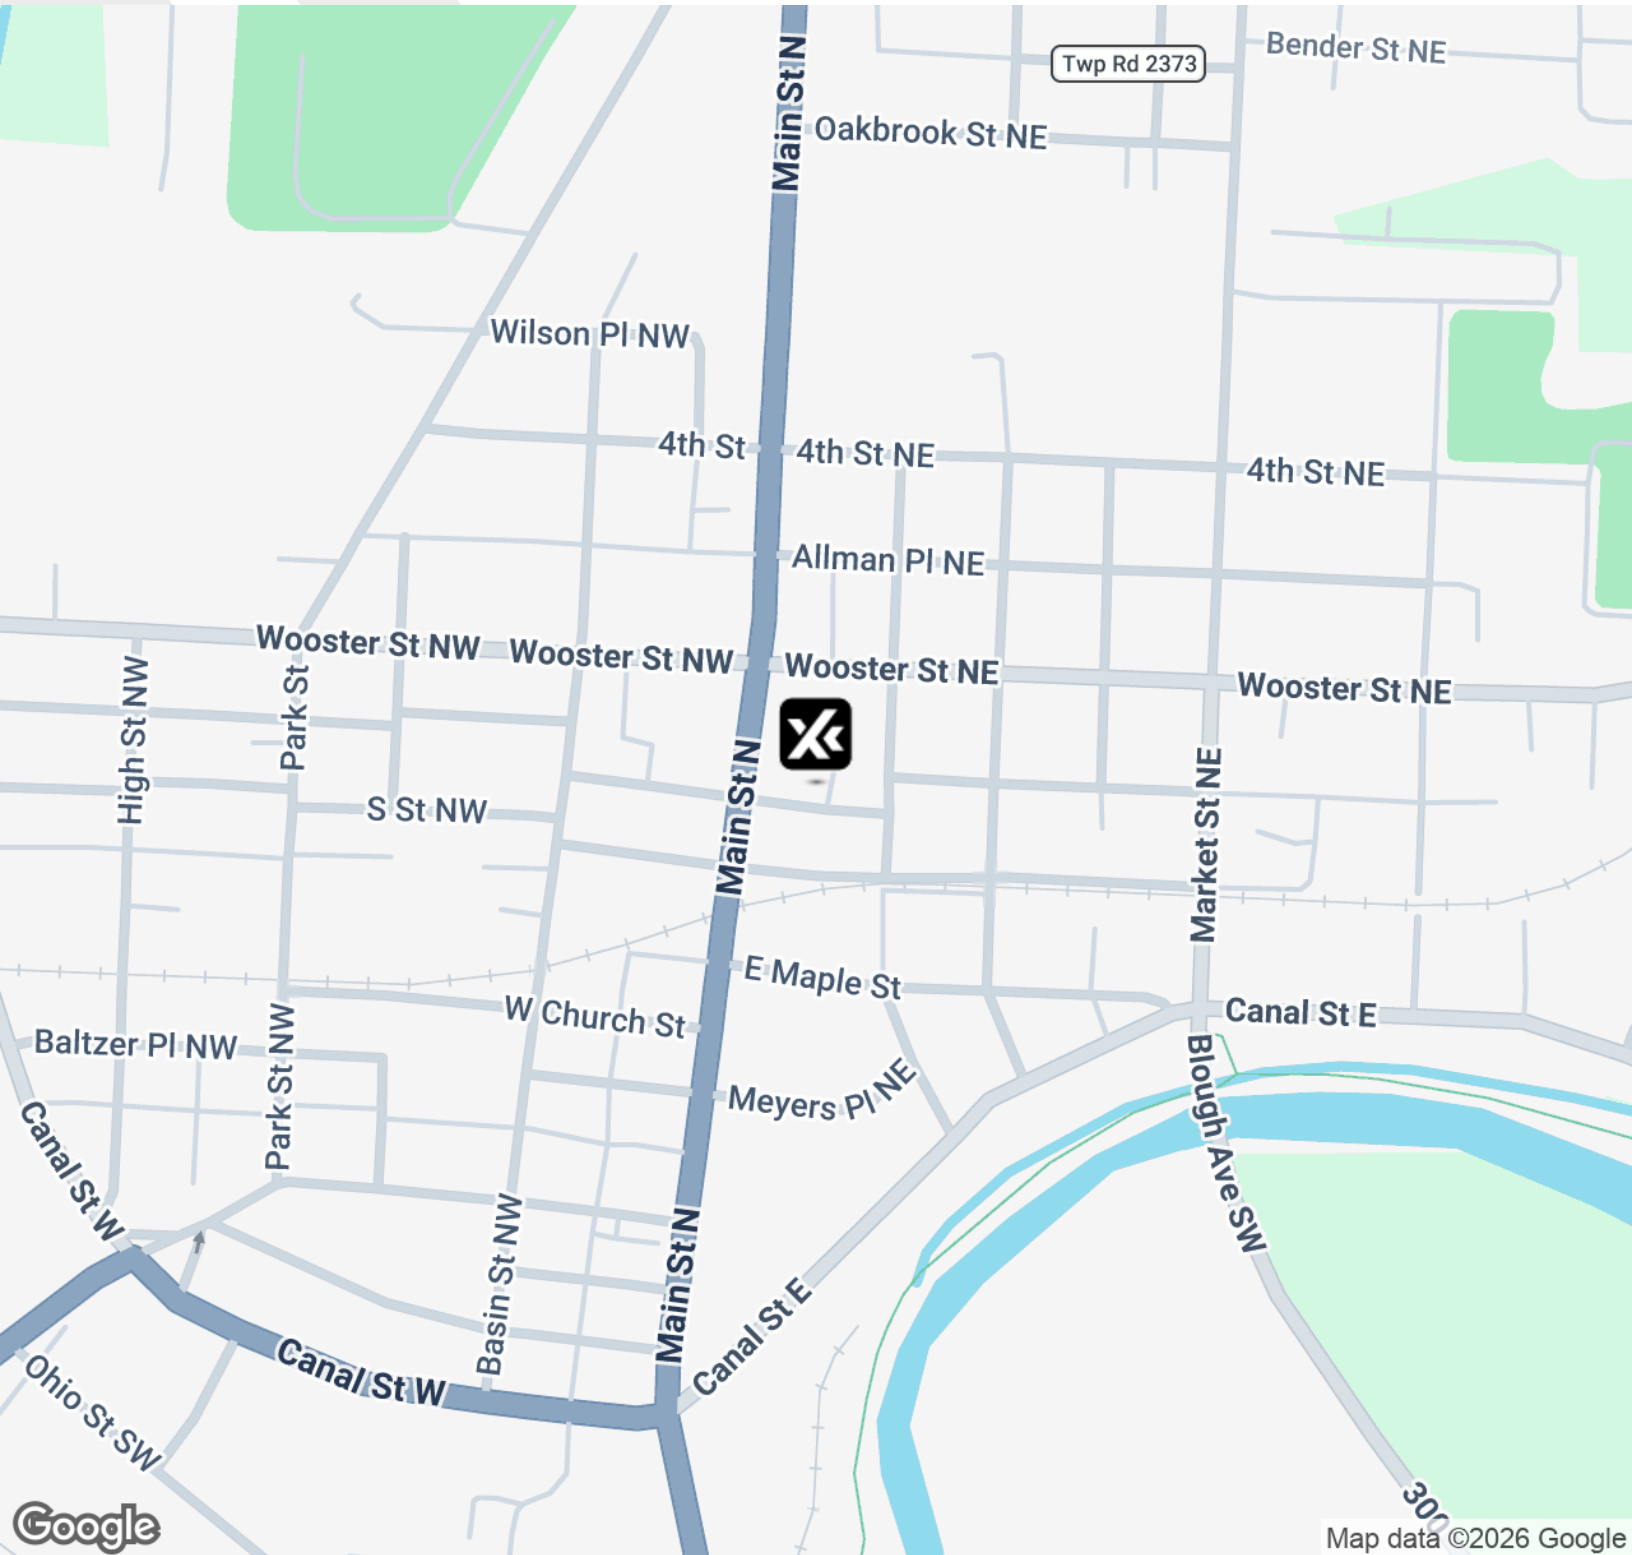 Bender St NE
Twp Rd 2373
Main St N
Oakbrook St NE
Wilson Pl NW
4th St
4th St NE
4th St NE
Allman Pl NE
Wooster St NW
Wooster St NW
Wooster St NE
Wooster St NE
High St NW
Park St
Main St N
Market St NE
S St NW
E Maple St
W Church St
Canal St E
Baltzer Pl NW
Park St NW
Meyers Pl NE
Blough Ave SW
Canal St W
Basin St NW
Main St N
Canal St E
Canal St W
Ohio St SW
300
Google
Map data ©2026 Google